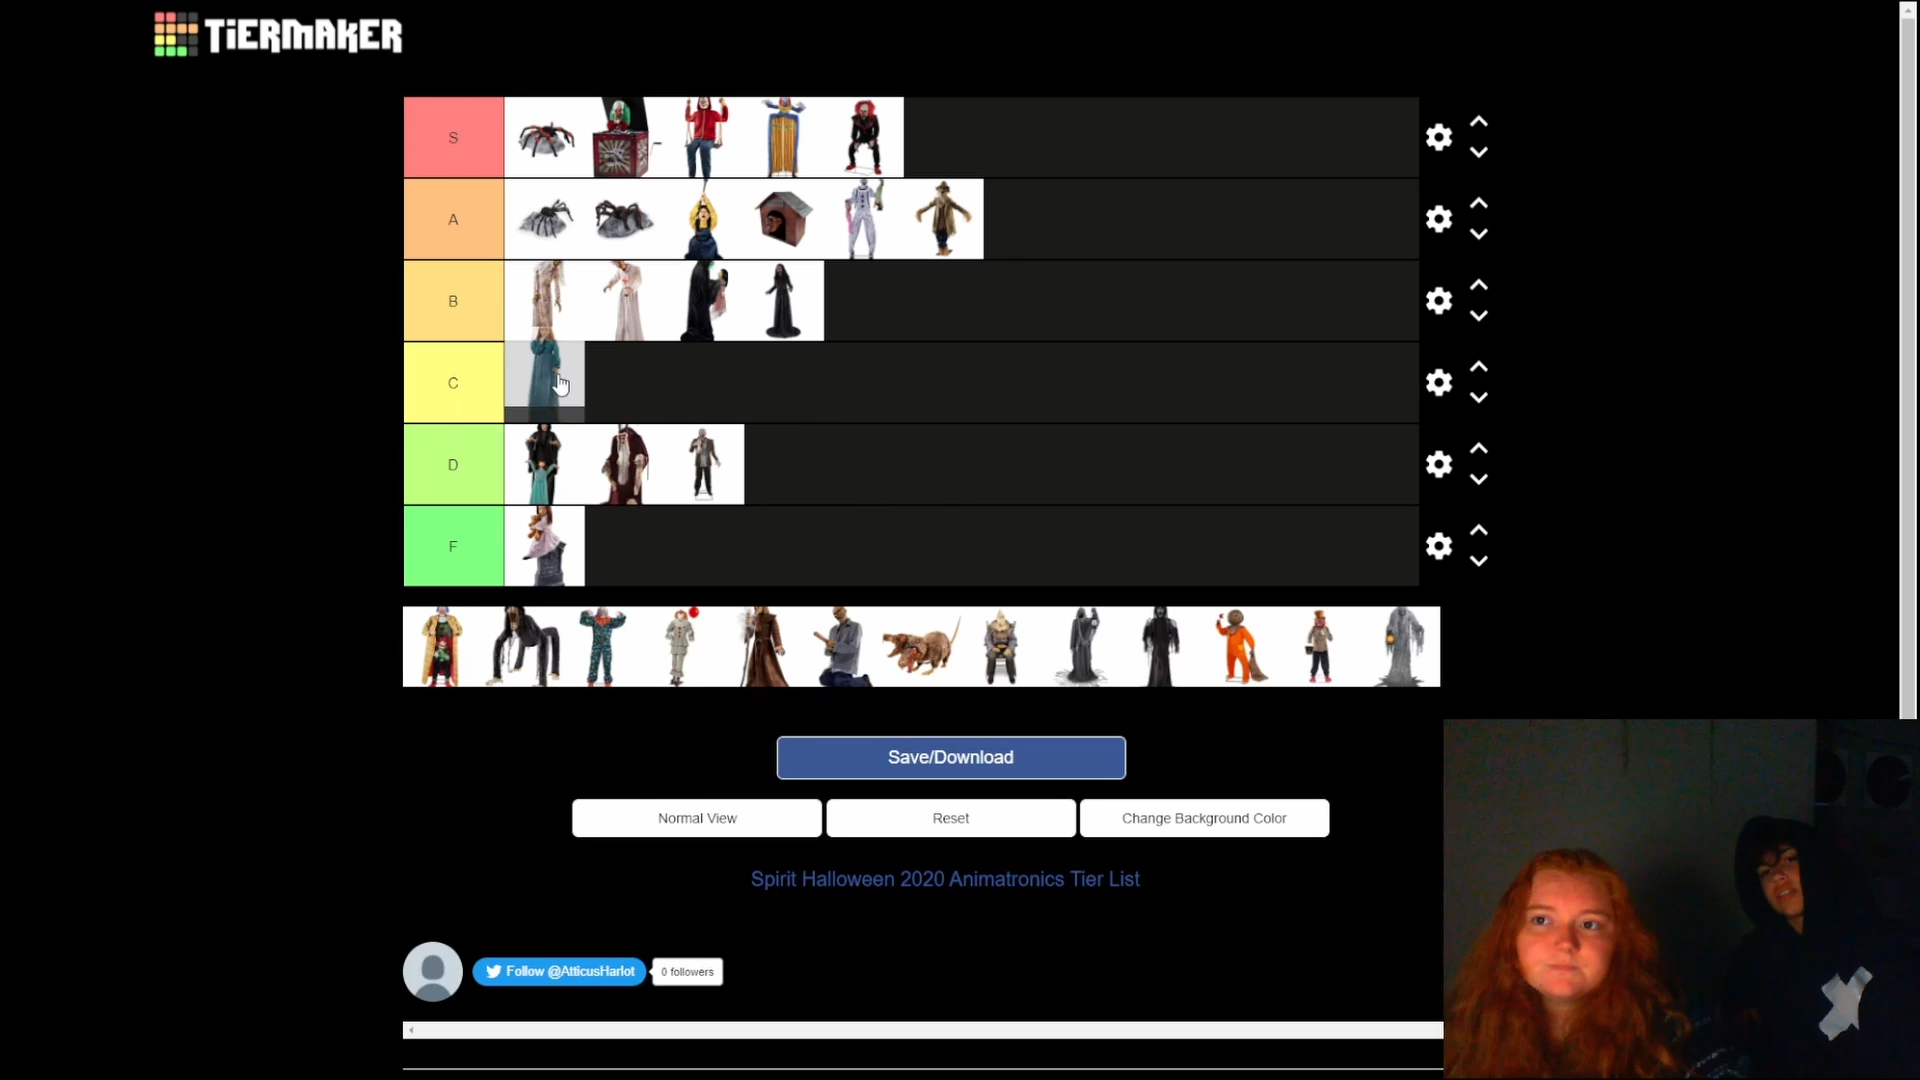 TiERMAKER
S
A
B
C
D
F
Save/Download
Normal View
Reset
Change Background Color
Spirit Halloween 2020 Animatronics Tier List
Follow @AtticusHarlot
0 followers